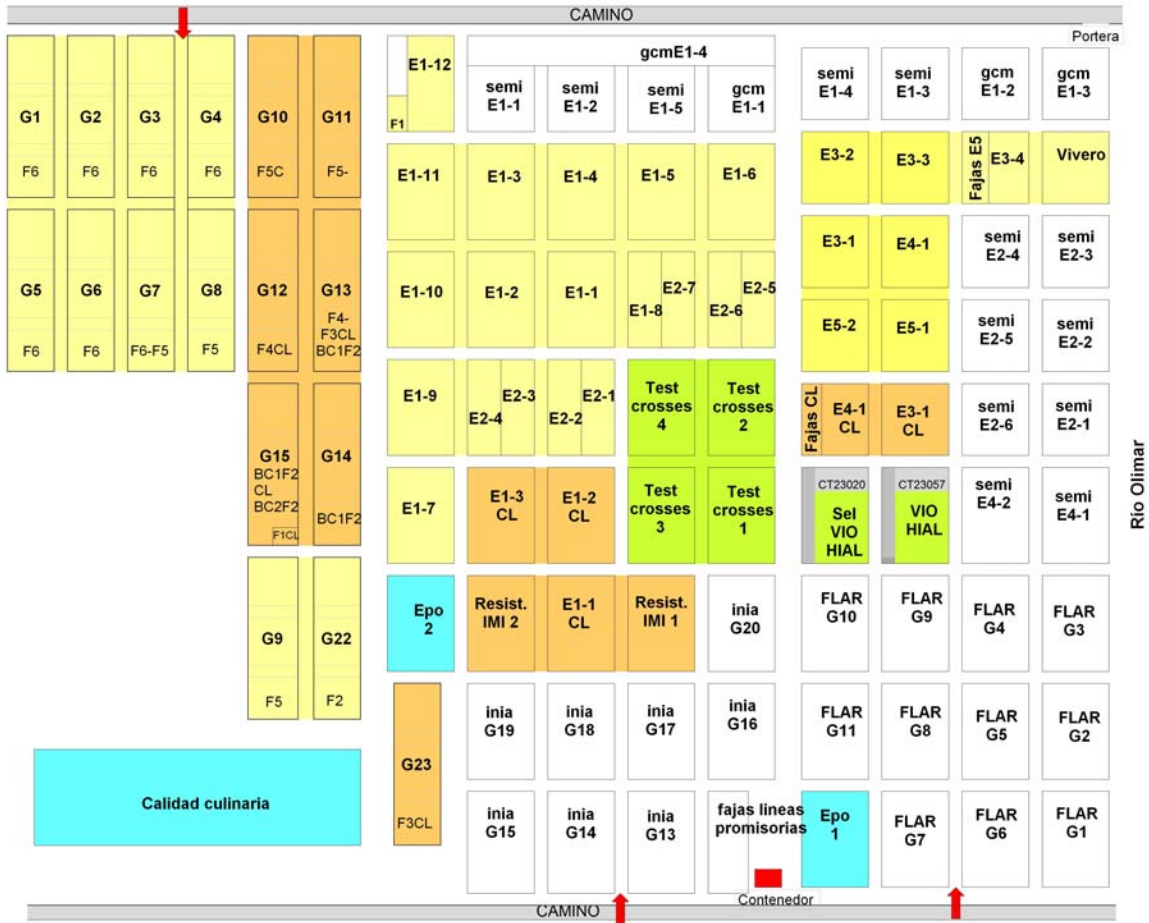 CAMINO
Portera
G1
F6
G2
F6
G3
F6
G4
F6
G10
F5C
G11
F5-
G5
F6
G6
F6
G7
F6-F5
G8
F5
G12
F4CL
G13
F4-
F3CL
BC1F2
G15
BC1F2
CL
BC2F2
F1CL
G14
BC1F2
G9
F5
G22
F2
Calidad culinaria
E1-12
F1
gcmE1-4
semi
E1-1
semi
E1-2
semi
E1-5
gcm
E1-1
E1-11
E1-3
E1-4
E1-5
E1-6
E1-10
E1-2
E1-1
E1-8
E2-7
E2-6
E2-5
E1-9
E2-4
E2-3
E2-2
E2-1
Test
crosses
4
Test
crosses
2
E1-7
E1-3
CL
E1-2
CL
Test
crosses
3
Test
crosses
1
Epo
2
Resist.
IMI 2
E1-1
CL
Resist.
IMI 1
inia
G20
G23
F3CL
inia
G19
inia
G18
inia
G17
inia
G16
inia
G15
inia
G14
inia
G13
fajas lineas
promisorias
semi
E1-4
semi
E1-3
gcm
E1-2
gcm
E1-3
E3-2
E3-3
Fajas E5
E3-4
Vivero
E3-1
E4-1
semi
E2-4
semi
E2-3
E5-2
E5-1
semi
E2-5
semi
E2-2
Fajas CL
E4-1
CL
E3-1
CL
semi
E2-6
semi
E2-1
CT23020
Sel
VIO
HIAL
CT23057
VIO
HIAL
semi
E4-2
semi
E4-1
FLAR
G10
FLAR
G9
FLAR
G4
FLAR
G3
FLAR
G11
FLAR
G8
FLAR
G5
FLAR
G2
Epo
1
FLAR
G7
FLAR
G6
FLAR
G1
Rio Olimar
Contenedor
CAMINO